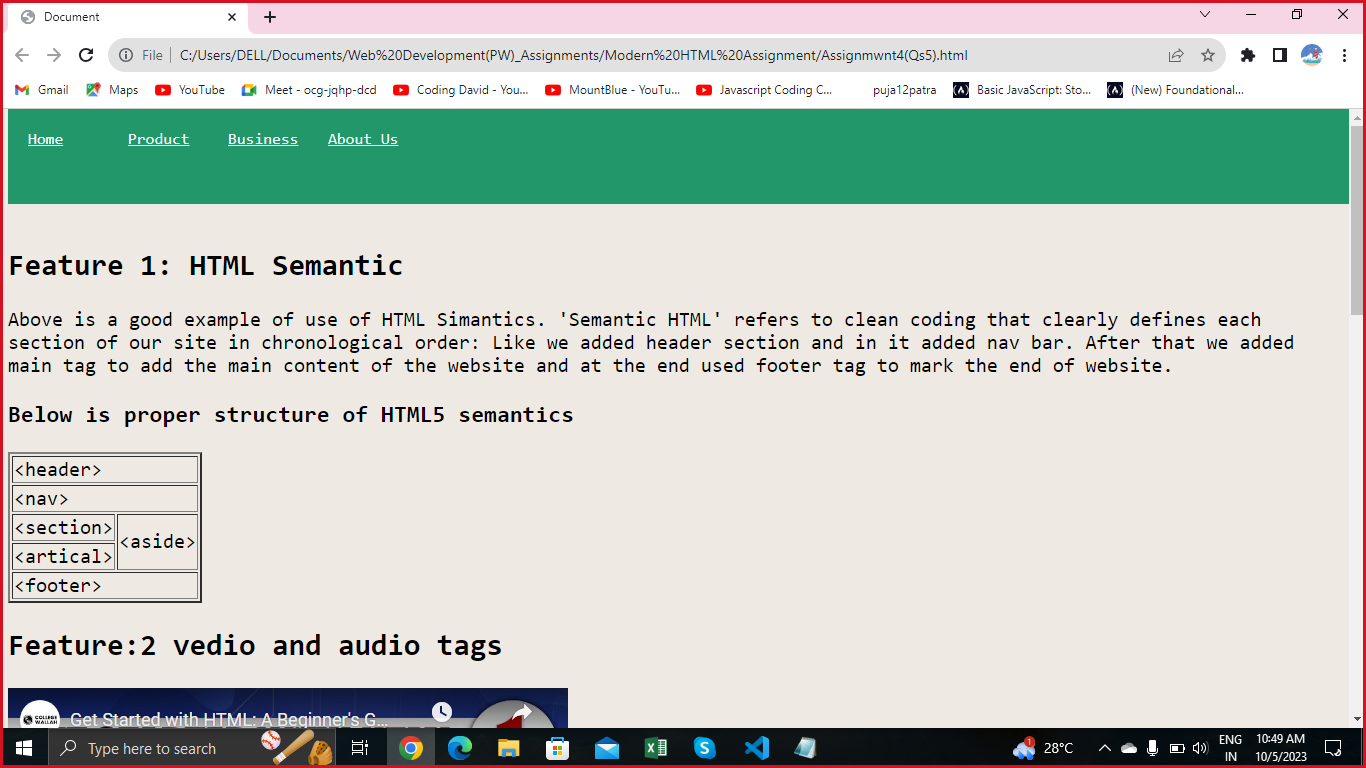 Document
File
C:/Users/DELL/Documents/Web%20Development(PW)_Assignments/Modern%20HTML%20Assignment/Assignmwnt4(Qs5).html
Gmail Maps YouTube Meet - ocg-jqhp-dcd Coding David - You... MountBlue - YouTu... Javascript Coding C... puja12patra Basic JavaScript: Sto... (New) Foundational...
Home Product Business About Us
Feature 1: HTML Semantic
Above is a good example of use of HTML Simantics. 'Semantic HTML' refers to clean coding that clearly defines each
section of our site in chronological order: Like we added header section and in it added nav bar. After that we added
main tag to add the main content of the website and at the end used footer tag to mark the end of website.
Below is proper structure of HTML5 semantics
<header>
<nav>
<section>
<aside>
<artical>
<footer>
Feature:2 vedio and audio tags
COLLEGE
WALLAH
Get Started with HTML: A Beginner's G...
Type here to search
28°C
ENG
IN
10:49 AM
10/5/2023